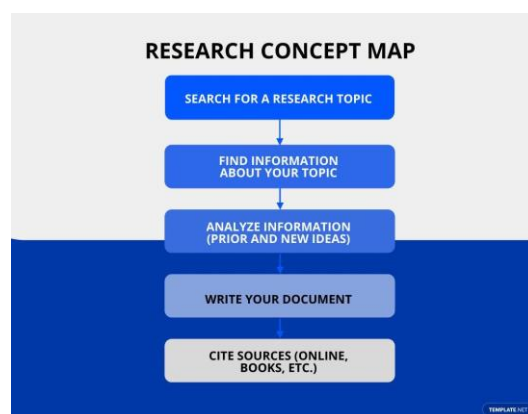 RESEARCH CONCEPT MAP
SEARCH FOR A RESEARCH TOPIC
FIND INFORMATION
ABOUT YOUR TOPIC
ANALYZE INFORMATION
(PRIOR AND NEW IDEAS)
WRITE YOUR DOCUMENT
CITE SOURCES (ONLINE,
BOOKS, ETC.)
TEMPLATE.NET